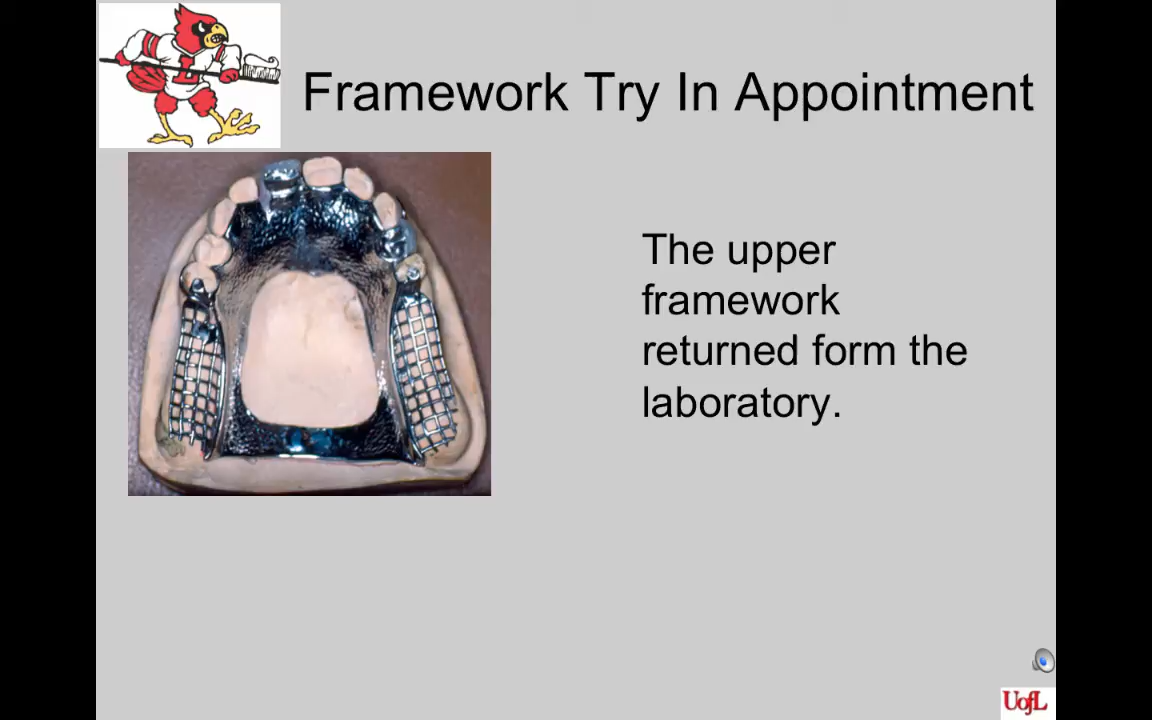 Framework Try In Appointment
The upper
framework
returned form the
laboratory.
L
UofL